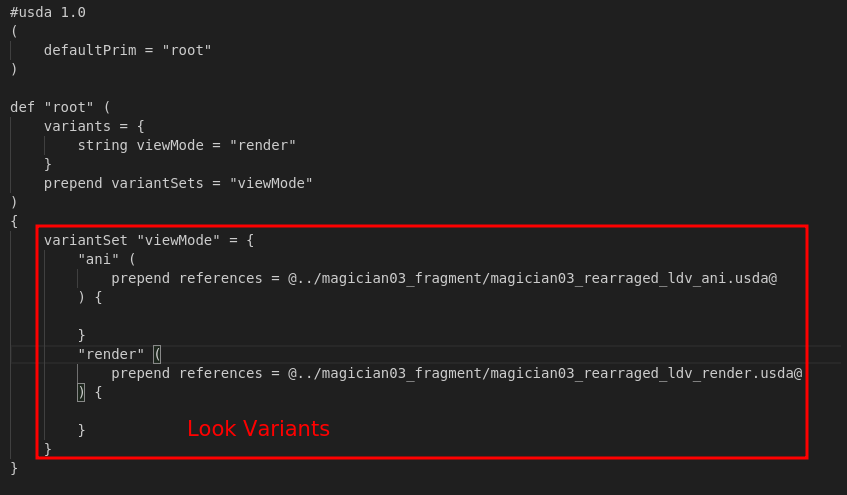 #usda 1.0
(
    defaultPrim = "root"
)

def "root" (
    variants = {
        string viewMode = "render"
    }
    prepend variantSets = "viewMode"
)
{
    variantSet "viewMode" = {
        "ani" (
            prepend references = @../magician03_fragment/magician03_rearraged_ldv_ani.usda@
        ) {

        }
        "render" (
            prepend references = @../magician03_fragment/magician03_rearraged_ldv_render.usda@
        ) {

        }
Look Variants
    }
}